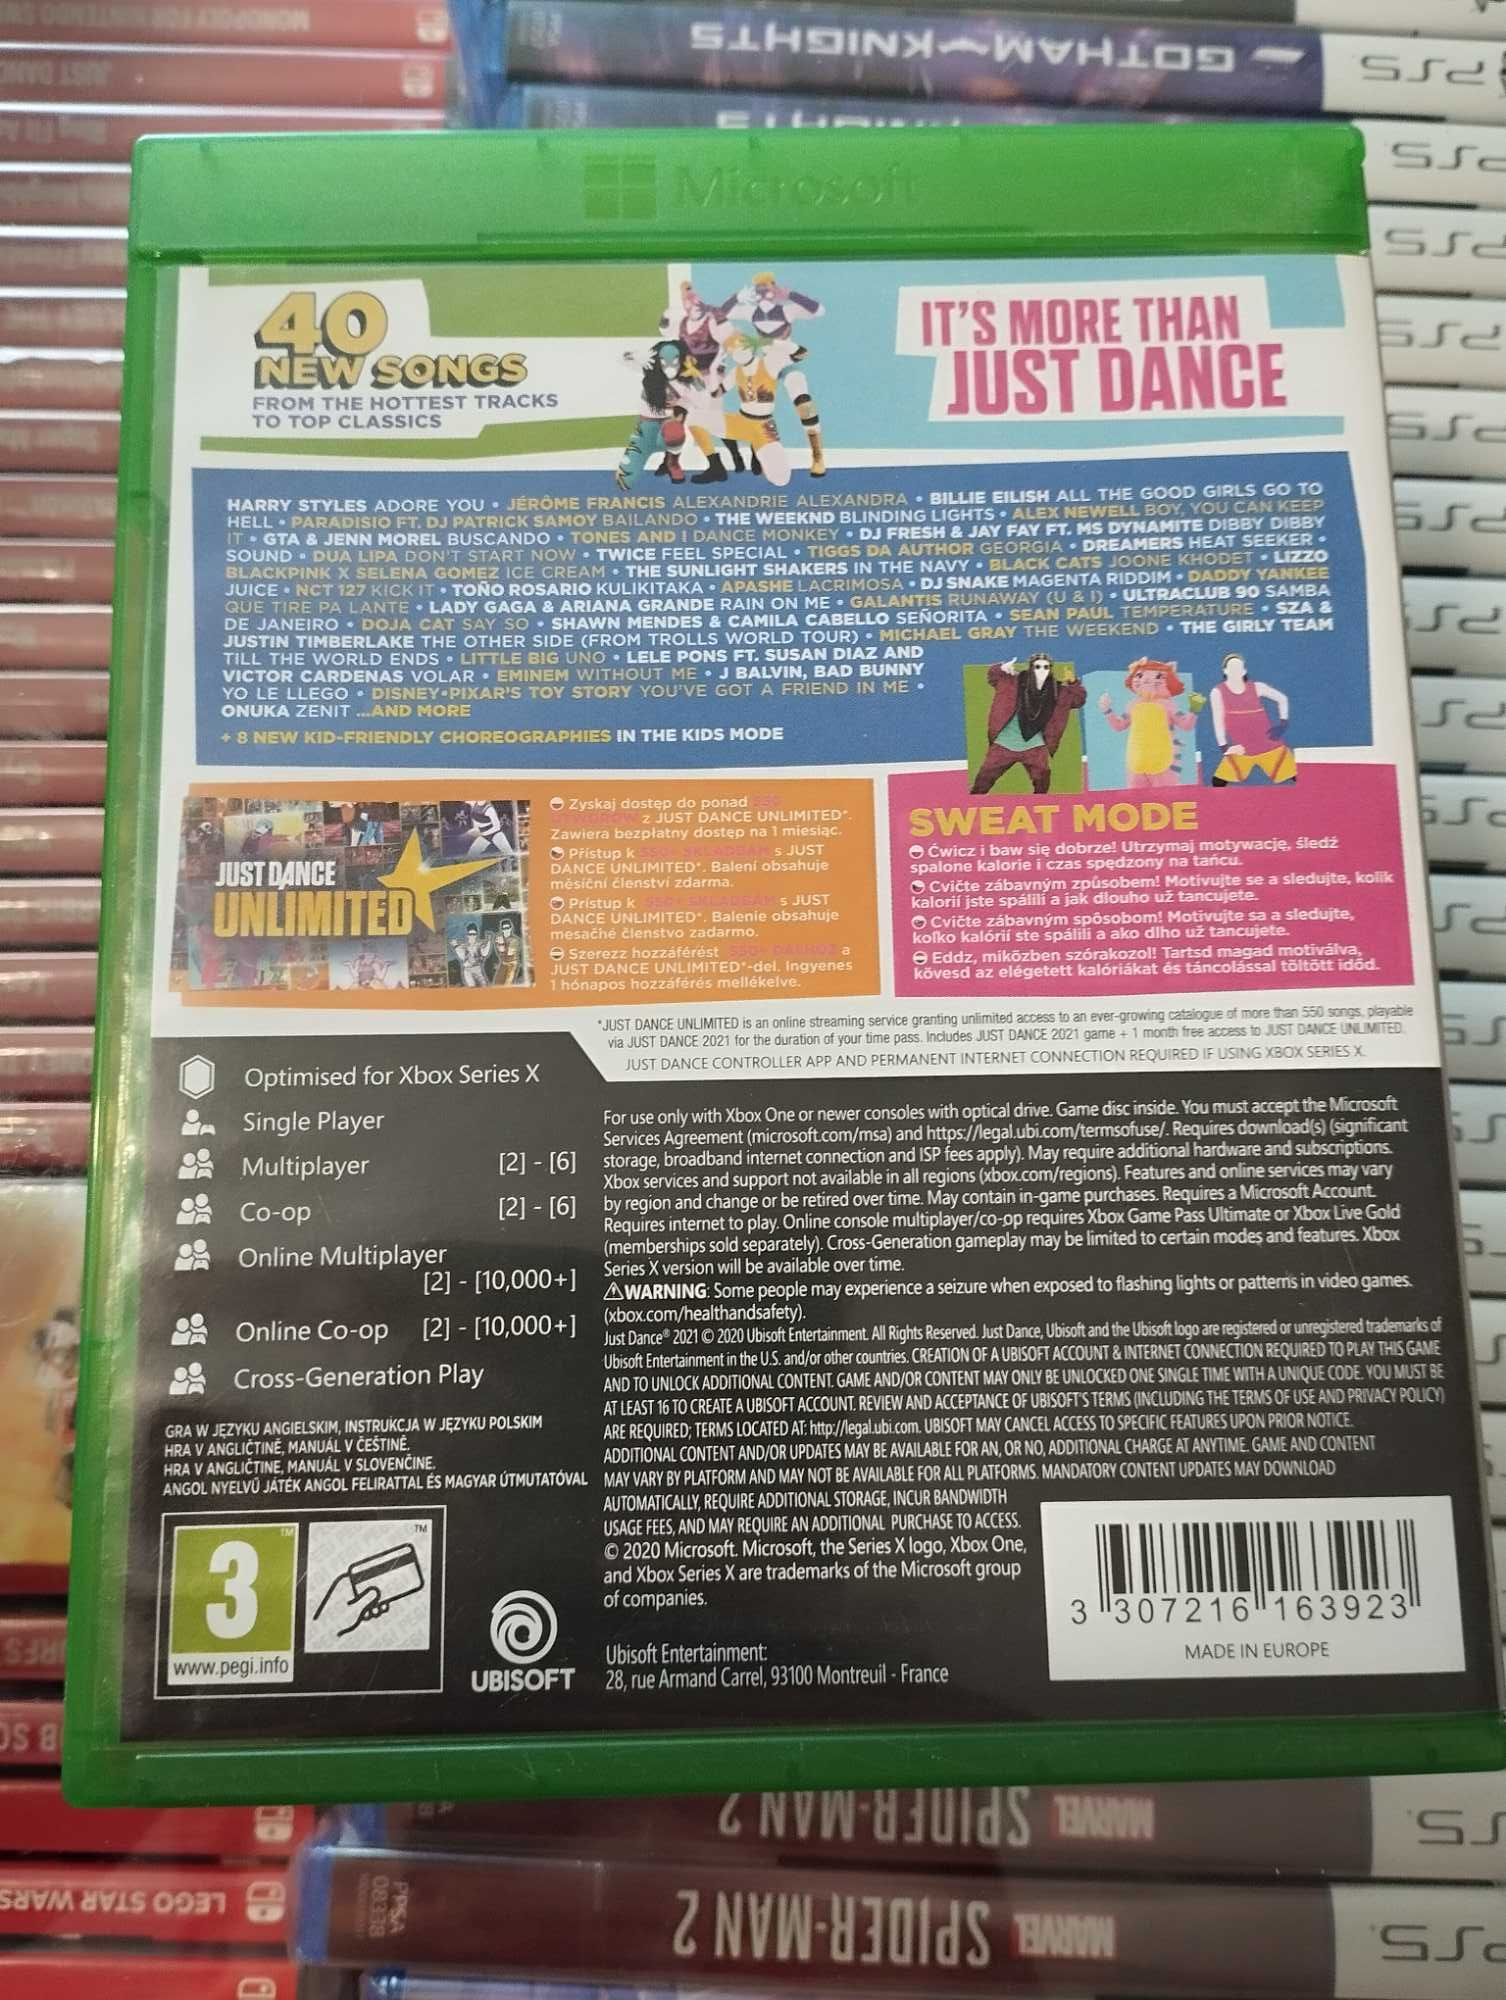 MONOPOLY FOR NINTENDO SW
JUST DANC
GOTHAM KNIGHTS
PS5
PS5
PS5
PS5
PS5
Microsoft
40
NEW SONGS
FROM THE HOTTEST TRACKS
TO TOP CLASSICS
IT'S MORE THAN
JUST DANCE
HARRY STYLES ADORE YOU • JÉRÔME FRANCIS ALEXANDRIE ALEXANDRA • BILLIE EILISH ALL THE GOOD GIRLS GO TO
HELL • PARADISIO FT. DJ PATRICK SAMOY BAILANDO • THE WEEKND BLINDING LIGHTS • ALEX NEWELL BOY, YOU CAN KEEP
IT • GTA & JENN MOREL BUSCANDO • TONES AND I DANCE MONKEY • DJ FRESH & JAY FAY FT. MS DYNAMITE DIBBY DIBBY
SOUND • DUA LIPA DON'T START NOW • TWICE FEEL SPECIAL • TIGGS DA AUTHOR GEORGIA • DREAMERS HEAT SEEKER •
BLACKPINK X SELENA GOMEZ ICE CREAM • THE SUNLIGHT SHAKERS IN THE NAVY • BLACK CATS JOONE KHODET • LIZZO
JUICE • NCT 127 KICK IT • TOÑO ROSARIO KULIKITAKA • APASHE LACRIMOSA • DJ SNAKE MAGENTA RIDDIM • DADDY YANKEE
QUE TIRE PA LANTE • LADY GAGA & ARIANA GRANDE RAIN ON ME • GALANTIS RUNAWAY (U & I) • ULTRACLUB 90 SAMBA
DE JANEIRO • DOJA CAT SAY SO • SHAWN MENDES & CAMILA CABELLO SEÑORITA • SEAN PAUL TEMPERATURE • SZA &
JUSTIN TIMBERLAKE THE OTHER SIDE (FROM TROLLS WORLD TOUR) • MICHAEL GRAY THE WEEKEND • THE GIRLY TEAM
TILL THE WORLD ENDS • LITTLE BIG UNO • LELE PONS FT. SUSAN DIAZ AND
VICTOR CARDENAS VOLAR • EMINEM WITHOUT ME • J BALVIN, BAD BUNNY
YO LE LLEGO • DISNEY•PIXAR'S TOY STORY YOU'VE GOT A FRIEND IN ME •
ONUKA ZENIT ...AND MORE
+ 8 NEW KID-FRIENDLY CHOREOGRAPHIES IN THE KIDS MODE
JUST DANCE
UNLIMITED
Zyskaj dostęp do ponad 550
UTWORÓW z JUST DANCE UNLIMITED*.
Zawiera bezpłatny dostęp na 1 miesiąc.
Přístup k 550+ SKLADBÁM s JUST
DANCE UNLIMITED*. Balení obsahuje
měsíční členství zdarma.
Prístup k 550+ SKLADBÁM s JUST
DANCE UNLIMITED*. Balenie obsahuje
mesačné členstvo zadarmo.
Szerezz hozzáférést 550+ DALHOZ a
JUST DANCE UNLIMITED*-del. Ingyenes
1 hónapos hozzáférés mellékelve.
SWEAT MODE
Ćwicz i baw się dobrze! Utrzymaj motywację, śledź
spalone kalorie i czas spędzony na tańcu.
Cvičte zábavným způsobem! Motivujte se a sledujte, kolik
kalorií jste spálili a jak dlouho už tancujete.
Cvičte zábavným spôsobom! Motivujte sa a sledujte,
koľko kalórií ste spálili a ako dlho už tancujete.
Eddz, miközben szórakozol! Tartsd magad motiválva,
kövesd az elégetett kalóriákat és táncolással töltött időd.
*JUST DANCE UNLIMITED is an online streaming service granting unlimited access to an ever-growing catalogue of more than 550 songs, playable
via JUST DANCE 2021 for the duration of your time pass. Includes JUST DANCE 2021 game + 1 month free access to JUST DANCE UNLIMITED.
JUST DANCE CONTROLLER APP AND PERMANENT INTERNET CONNECTION REQUIRED IF USING XBOX SERIES X.
Optimised for Xbox Series X
Single Player
Multiplayer [2] - [6]
Co-op [2] - [6]
Online Multiplayer
[2] - [10,000+]
Online Co-op [2] - [10,000+]
Cross-Generation Play
GRA W JĘZYKU ANGIELSKIM, INSTRUKCJA W JĘZYKU POLSKIM
HRA V ANGLIČTINĚ, MANUÁL V ČEŠTINĚ.
HRA V ANGLIČTINE, MANUÁL V SLOVENČINE.
ANGOL NYELVŰ JÁTÉK ANGOL FELIRATTAL ÉS MAGYAR ÚTMUTATÓVAL
For use only with Xbox One or newer consoles with optical drive. Game disc inside. You must accept the Microsoft
Services Agreement (microsoft.com/msa) and https://legal.ubi.com/termsofuse/. Requires download(s) (significant
storage, broadband internet connection and ISP fees apply). May require additional hardware and subscriptions.
Xbox services and support not available in all regions (xbox.com/regions). Features and online services may vary
by region and change or be retired over time. May contain in-game purchases. Requires a Microsoft Account.
Requires internet to play. Online console multiplayer/co-op requires Xbox Game Pass Ultimate or Xbox Live Gold
(memberships sold separately). Cross-Generation gameplay may be limited to certain modes and features. Xbox
Series X version will be available over time.
⚠WARNING: Some people may experience a seizure when exposed to flashing lights or patterns in video games.
(xbox.com/healthandsafety).
Just Dance® 2021 © 2020 Ubisoft Entertainment. All Rights Reserved. Just Dance, Ubisoft and the Ubisoft logo are registered or unregistered trademarks of
Ubisoft Entertainment in the U.S. and/or other countries. CREATION OF A UBISOFT ACCOUNT & INTERNET CONNECTION REQUIRED TO PLAY THIS GAME
AND TO UNLOCK ADDITIONAL CONTENT. GAME AND/OR CONTENT MAY ONLY BE UNLOCKED ONE SINGLE TIME WITH A UNIQUE CODE. YOU MUST BE
AT LEAST 16 TO CREATE A UBISOFT ACCOUNT. REVIEW AND ACCEPTANCE OF UBISOFT'S TERMS (INCLUDING THE TERMS OF USE AND PRIVACY POLICY)
ARE REQUIRED; TERMS LOCATED AT: http://legal.ubi.com. UBISOFT MAY CANCEL ACCESS TO SPECIFIC FEATURES UPON PRIOR NOTICE.
ADDITIONAL CONTENT AND/OR UPDATES MAY BE AVAILABLE FOR AN, OR NO, ADDITIONAL CHARGE AT ANYTIME. GAME AND CONTENT
MAY VARY BY PLATFORM AND MAY NOT BE AVAILABLE FOR ALL PLATFORMS. MANDATORY CONTENT UPDATES MAY DOWNLOAD
AUTOMATICALLY, REQUIRE ADDITIONAL STORAGE, INCUR BANDWIDTH
USAGE FEES, AND MAY REQUIRE AN ADDITIONAL PURCHASE TO ACCESS.
© 2020 Microsoft. Microsoft, the Series X logo, Xbox One,
and Xbox Series X are trademarks of the Microsoft group
of companies.
Ubisoft Entertainment:
28, rue Armand Carrel, 93100 Montreuil - France
3
www.pegi.info
UBISOFT
3 307216 163923
MADE IN EUROPE
MARVEL SPIDER-MAN 2
PS5
LEGO STAR WARS
PPSA
08338
MARVEL SPIDER-MAN 2
PS5